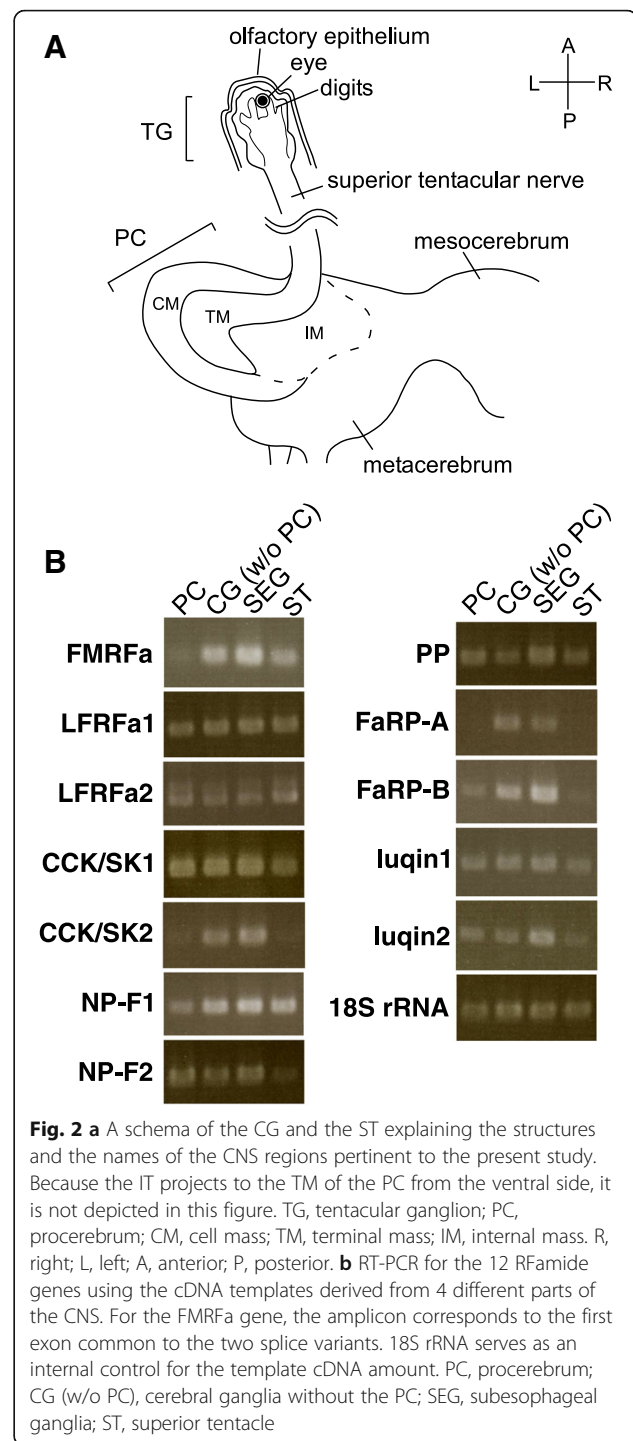 A
olfactory epithelium
eye
digits
TG
superior tentacular nerve
A
L R
P
PC
mesocerebrum
CM
TM
IM
metacerebrum
B
PC CG (w/o PC) SEG ST
FMRFa
LFRFa1
LFRFa2
CCK/SK1
CCK/SK2
NP-F1
NP-F2
PC CG (w/o PC) SEG ST
PP
FaRP-A
FaRP-B
luqin1
luqin2
18S rRNA
Fig. 2 a A schema of the CG and the ST explaining the structures
and the names of the CNS regions pertinent to the present study.
Because the IT projects to the TM of the PC from the ventral side, it
is not depicted in this figure. TG, tentacular ganglion; PC,
procerebrum; CM, cell mass; TM, terminal mass; IM, internal mass. R,
right; L, left; A, anterior; P, posterior. b RT-PCR for the 12 RFamide
genes using the cDNA templates derived from 4 different parts of
the CNS. For the FMRFa gene, the amplicon corresponds to the first
exon common to the two splice variants. 18S rRNA serves as an
internal control for the template cDNA amount. PC, procerebrum;
CG (w/o PC), cerebral ganglia without the PC; SEG, subesophageal
ganglia; ST, superior tentacle